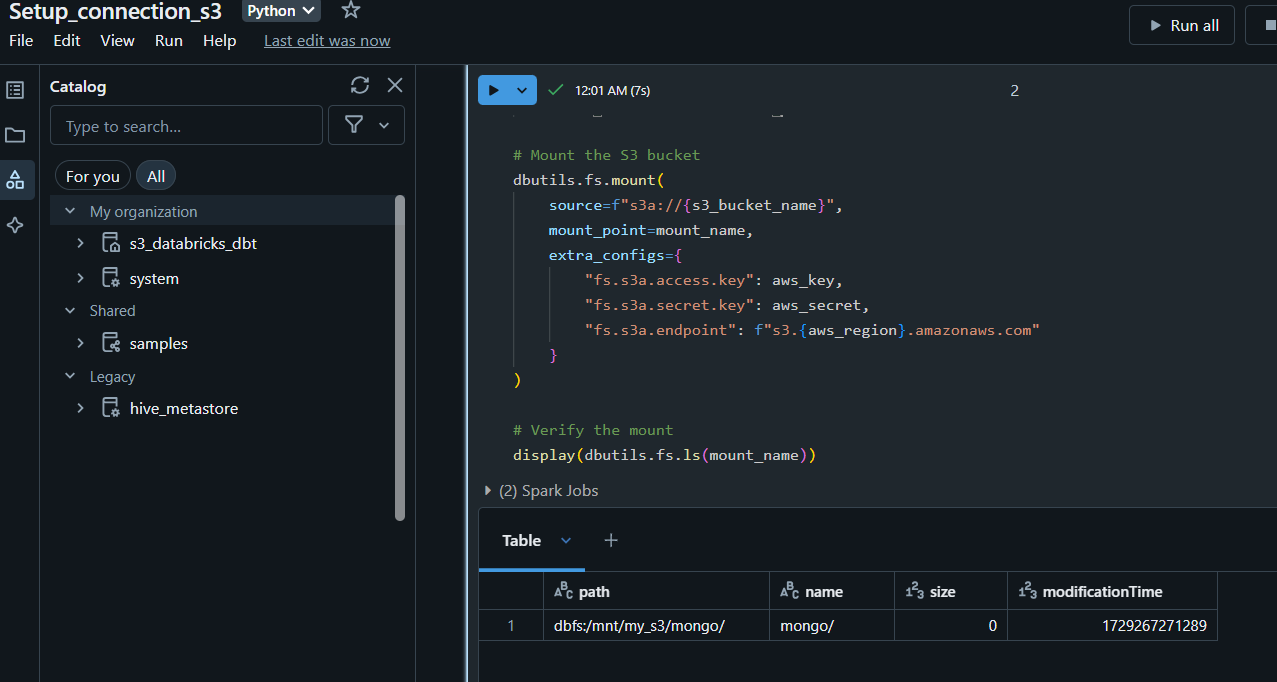 Setup_connection_s3 Python
File Edit View Run Help Last edit was now
Run all
Catalog
Type to search...
For you All
My organization
s3_databricks_dbt
system
Shared
samples
Legacy
hive_metastore
12:01 AM (7s)
2
# Mount the S3 bucket
dbutils.fs.mount(
source=f"s3a://{s3_bucket_name}",
mount_point=mount_name,
extra_configs={
"fs.s3a.access.key": aws_key,
"fs.s3a.secret.key": aws_secret,
"fs.s3a.endpoint": f"s3.{aws_region}.amazonaws.com"
}
)
# Verify the mount
display(dbutils.fs.ls(mount_name))
(2) Spark Jobs
Table +
ABC path ABC name 123 size 123 modificationTime
1 dbfs:/mnt/my_s3/mongo/ mongo/ 0 1729267271289